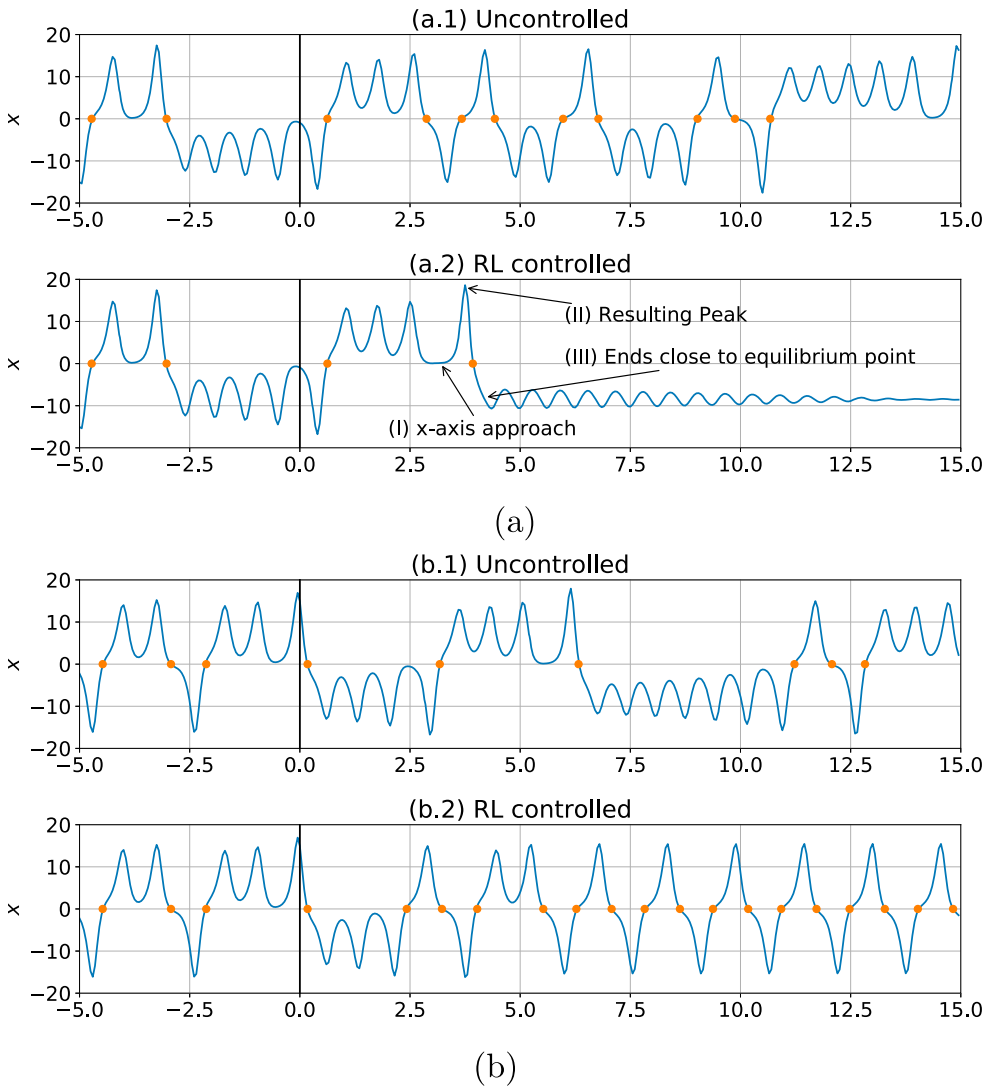 (a.1) Uncontrolled
20
10
0
−10
−20
x
−5.0 −2.5 0.0 2.5 5.0 7.5 10.0 12.5 15.0
(a.2) RL controlled
20
10
0
−10
−20
x
(II) Resulting Peak
(III) Ends close to equilibrium point
(I) x-axis approach
−5.0 −2.5 0.0 2.5 5.0 7.5 10.0 12.5 15.0
(a)
(b.1) Uncontrolled
20
10
0
−10
−20
x
−5.0 −2.5 0.0 2.5 5.0 7.5 10.0 12.5 15.0
(b.2) RL controlled
20
10
0
−10
−20
x
−5.0 −2.5 0.0 2.5 5.0 7.5 10.0 12.5 15.0
(b)